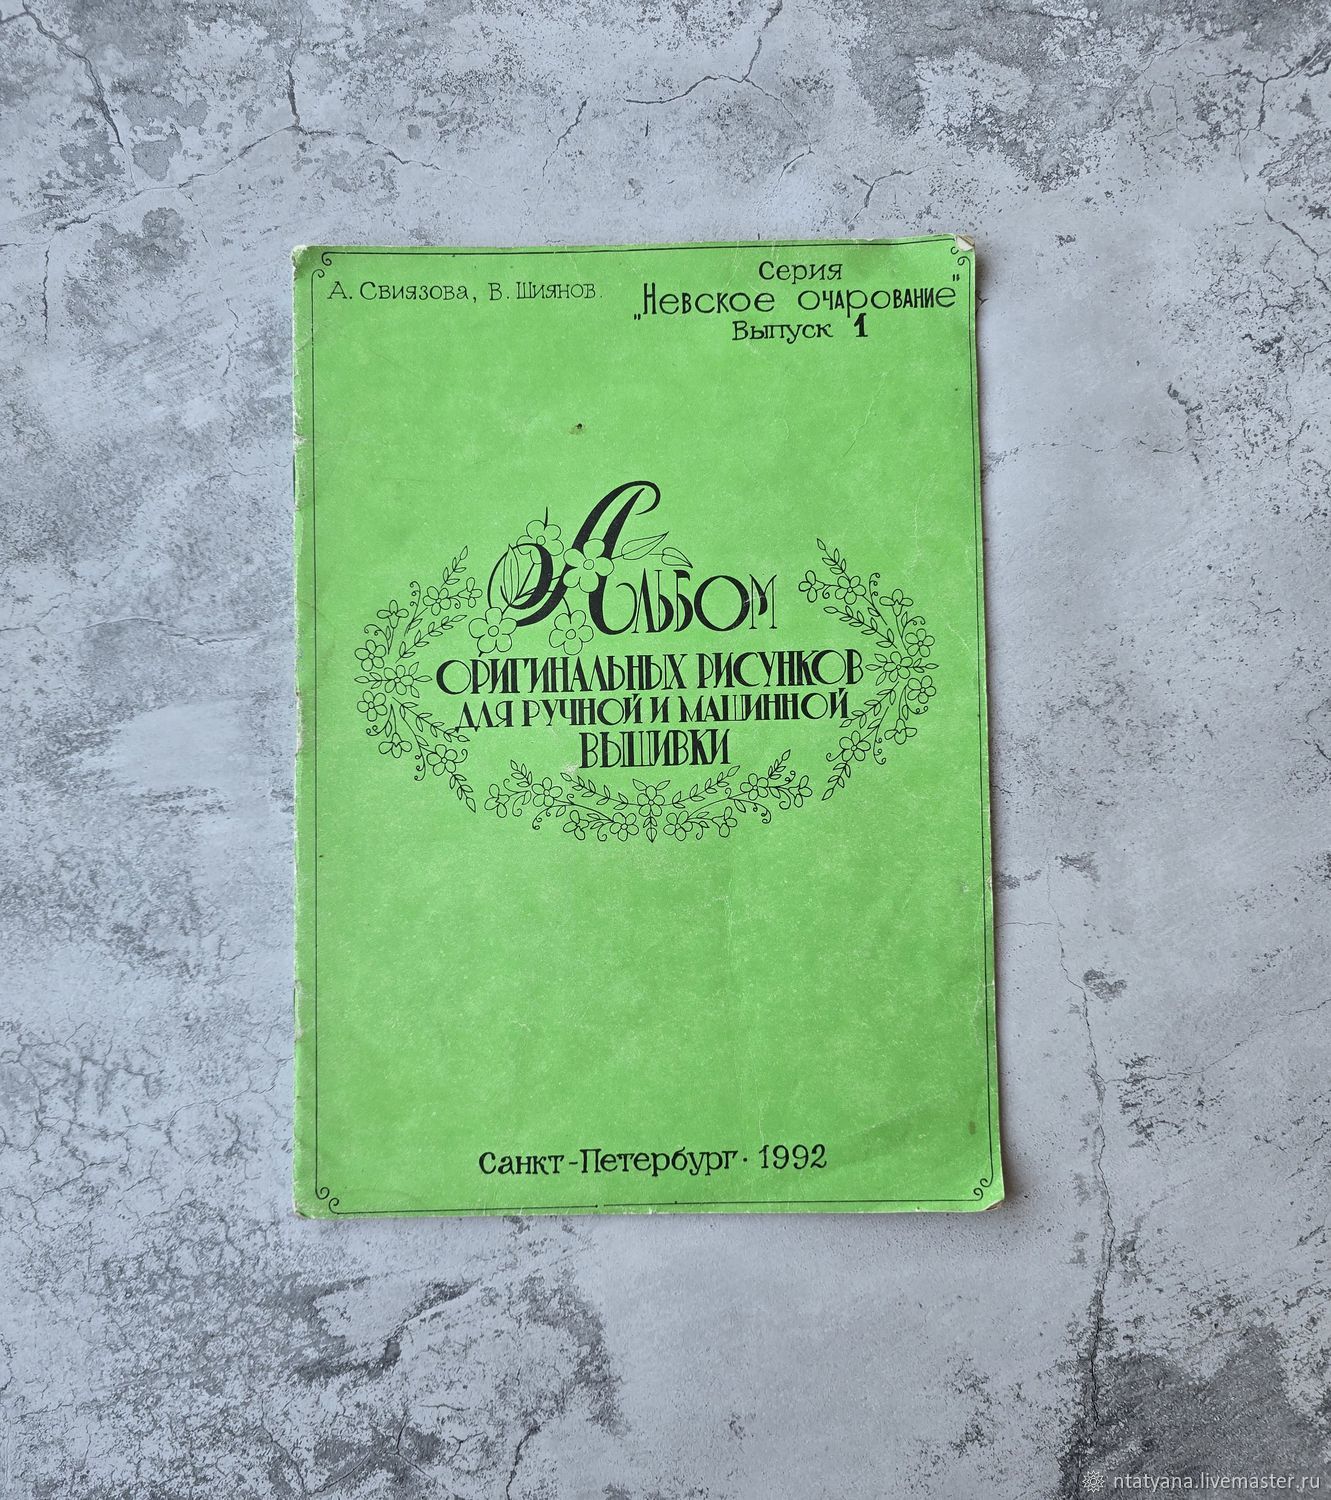 А. Свиязова, В. Шиянов.
Серия
„Невское очарование"
Выпуск 1
Альбом
оригинальных рисунков
для ручной и машинной
вышивки
Санкт-Петербург · 1992
ntatyana.livemaster.ru